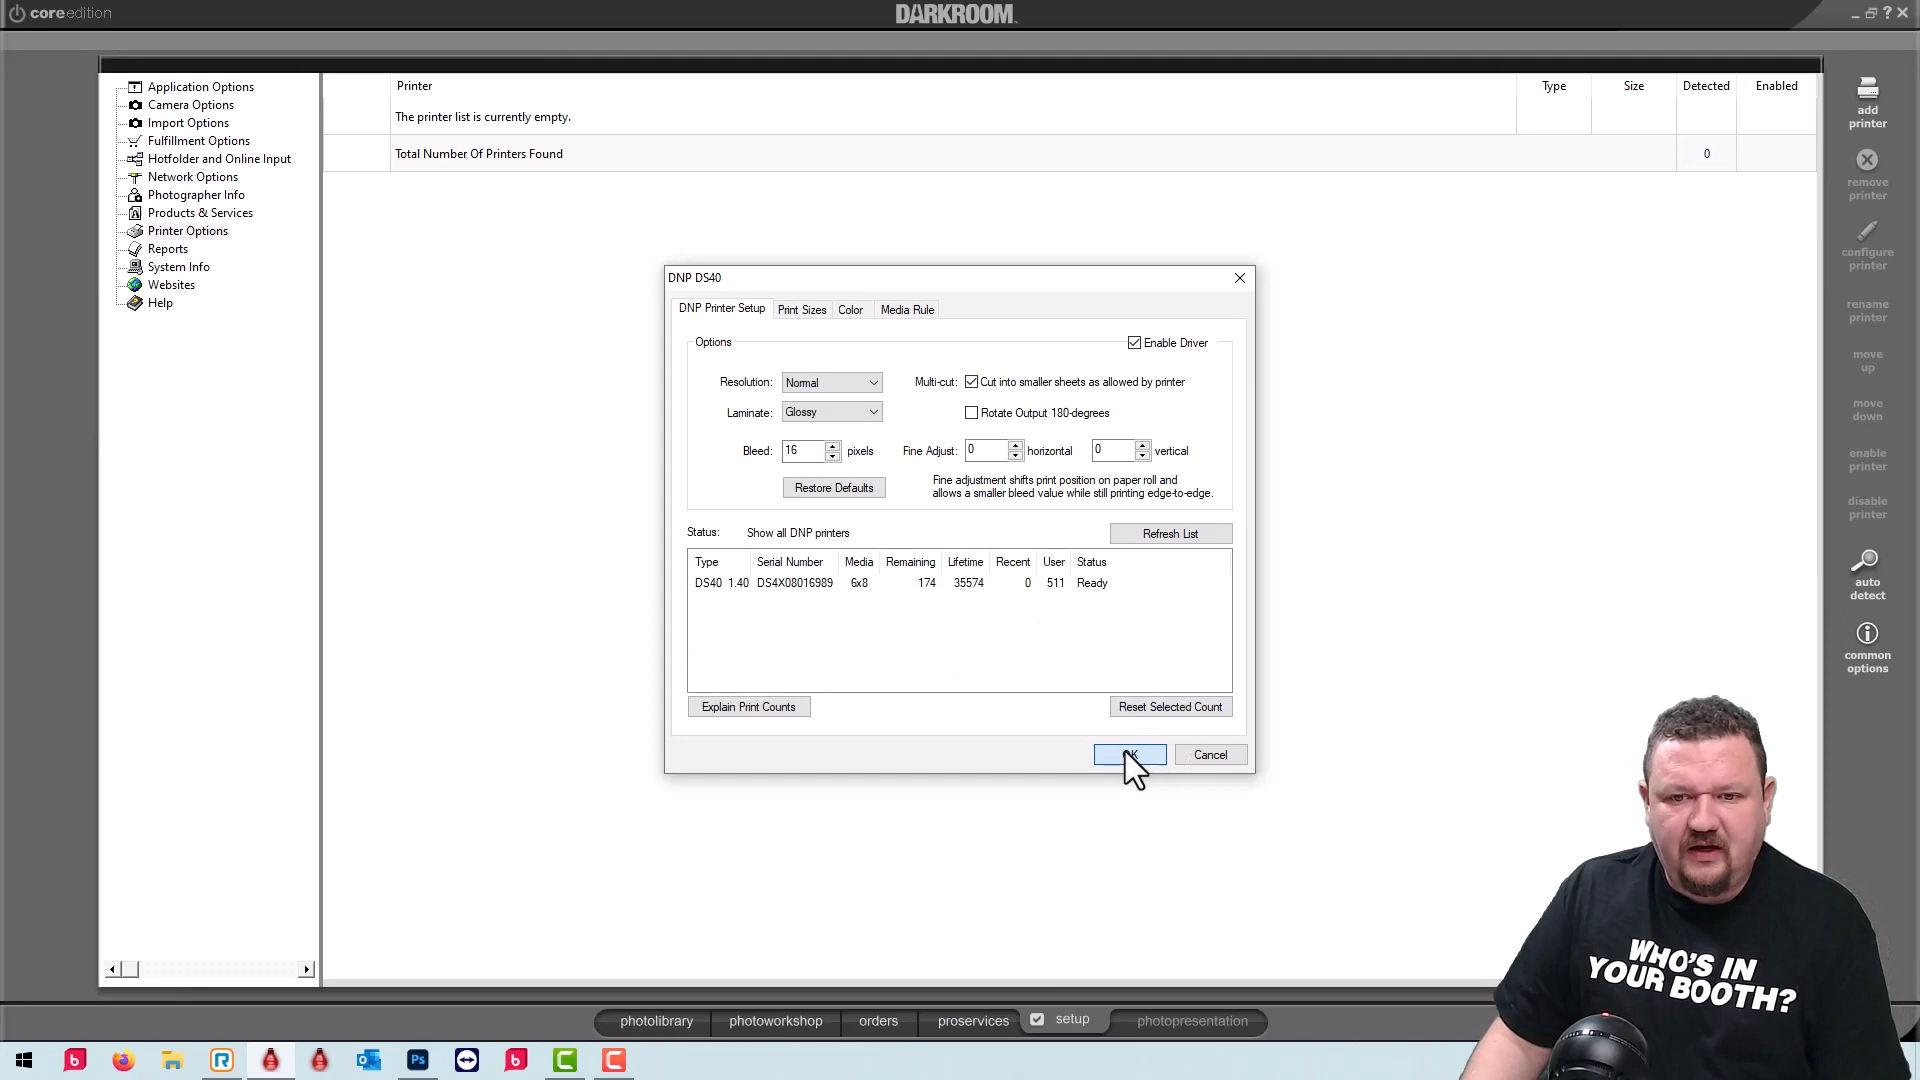 coreedition
DARKROOM
Application Options
Camera Options
Import Options
Fulfillment Options
Hotfolder and Online Input
Network Options
Photographer Info
Products & Services
Printer Options
Reports
System Info
Websites
Help
Printer Type Size Detected Enabled
The printer list is currently empty.
Total Number Of Printers Found 0
add
printer
remove
printer
configure
printer
rename
printer
move
up
move
down
enable
printer
disable
printer
auto
detect
common
options
DNP DS40
DNP Printer Setup Print Sizes Color Media Rule
Options Enable Driver
Resolution: Normal Multi-cut: Cut into smaller sheets as allowed by printer
Laminate: Glossy Rotate Output 180-degrees
Bleed: 16 pixels Fine Adjust: 0 horizontal 0 vertical
Restore Defaults
Fine adjustment shifts print position on paper roll and
allows a smaller bleed value while still printing edge-to-edge.
Status: Show all DNP printers Refresh List
Type Serial Number Media Remaining Lifetime Recent User Status
DS40 1.40 DS4X08016989 6x8 174 35574 0 511 Ready
Explain Print Counts Reset Selected Count
Cancel
WHO'S IN
YOUR BOOTH?
photolibrary photoworkshop orders proservices setup photopresentation
b R Ps b C C